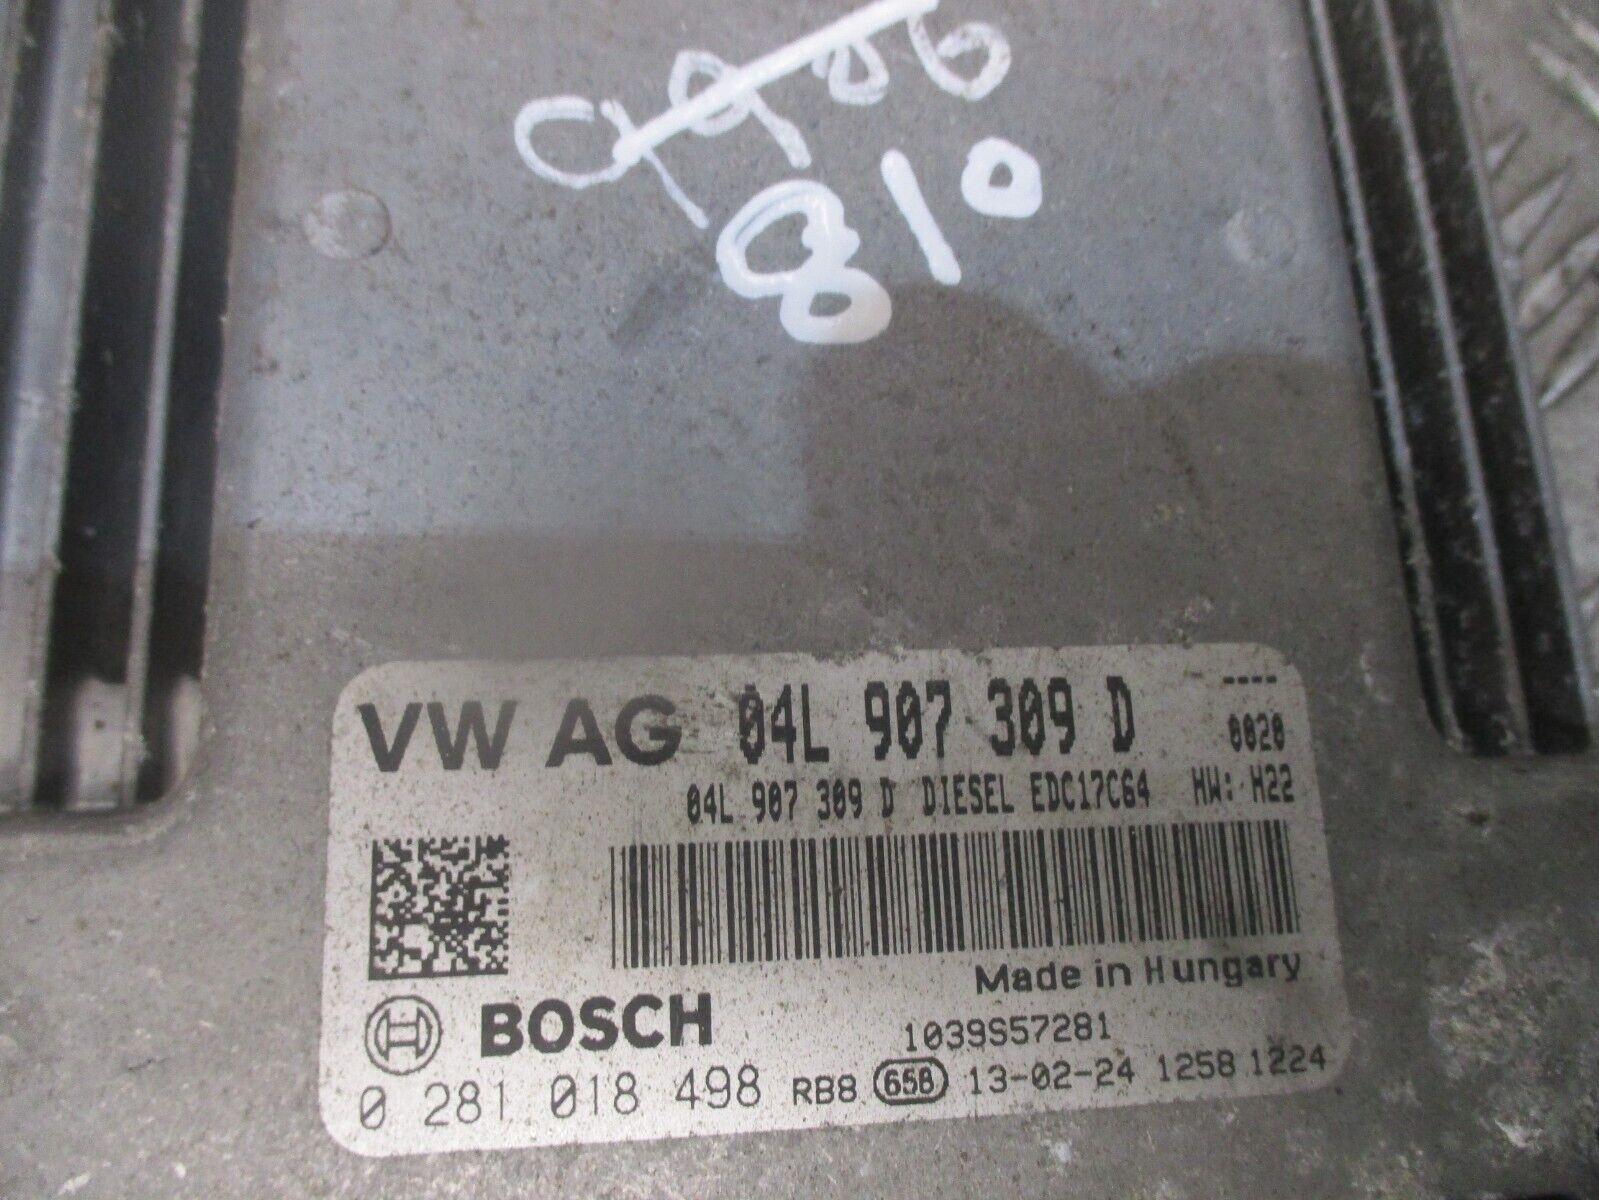 810
VW AG 04L 907 309 D ----
0020
04L 907 309 D DIESEL EDC17C64 HW: H22
Made in Hungary
BOSCH 1039S57281
0 281 018 498 RB8 658 13-02-24 1258 1224